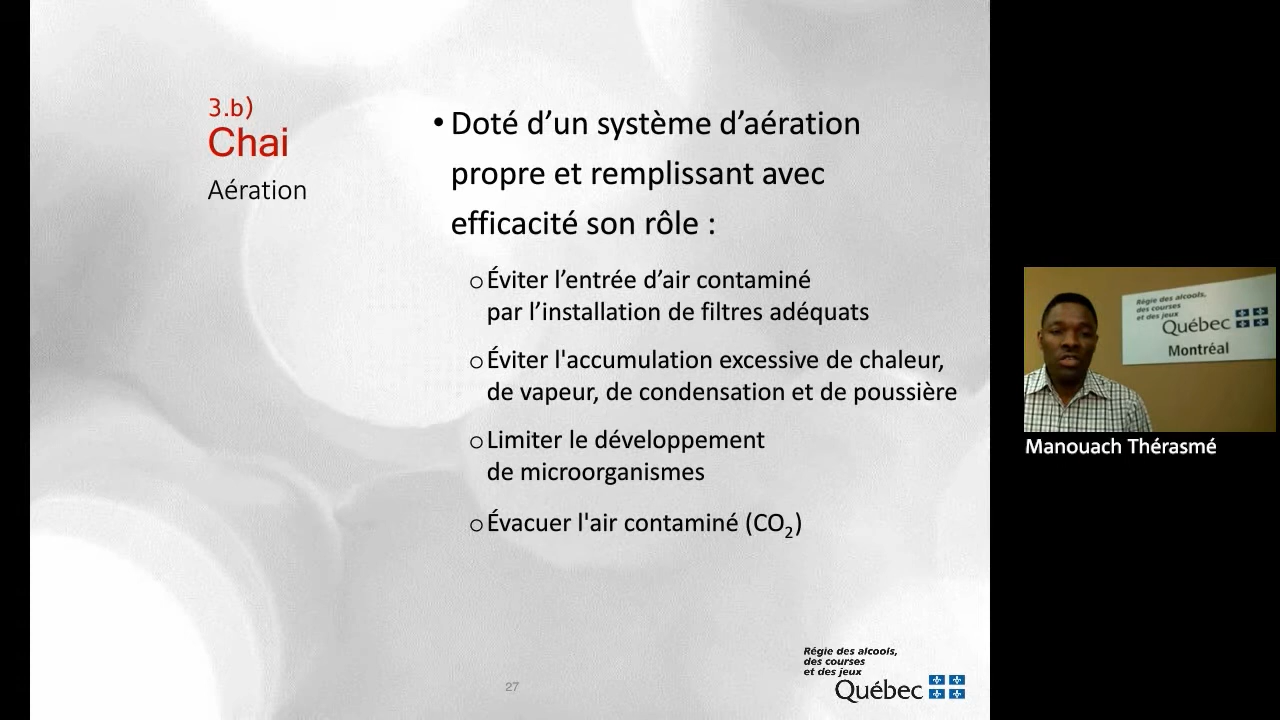 3.b)
Chai
Aération
• Doté d’un système d’aération
propre et remplissant avec
efficacité son rôle :
o Éviter l’entrée d’air contaminé
par l’installation de filtres adéquats
o Éviter l'accumulation excessive de chaleur,
de vapeur, de condensation et de poussière
o Limiter le développement
de microorganismes
o Évacuer l'air contaminé (CO₂)
27
Régie des alcools,
des courses
et des jeux
Québec
Régie des alcools,
des courses
et des jeux
Québec
Montréal
Manouach Thérasmé